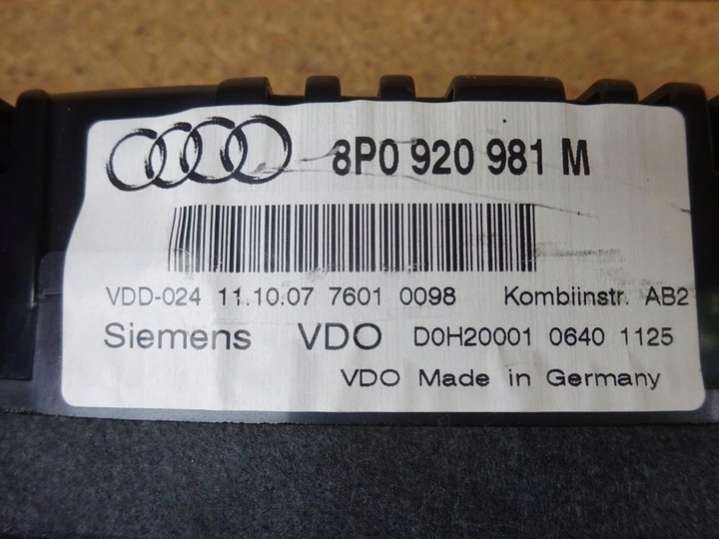 8P0 920 981 M
VDD-024 11.10.07 7601 0098 Kombiinstr. AB2
Siemens VDO D0H20001 0640 1125
VDO Made in Germany